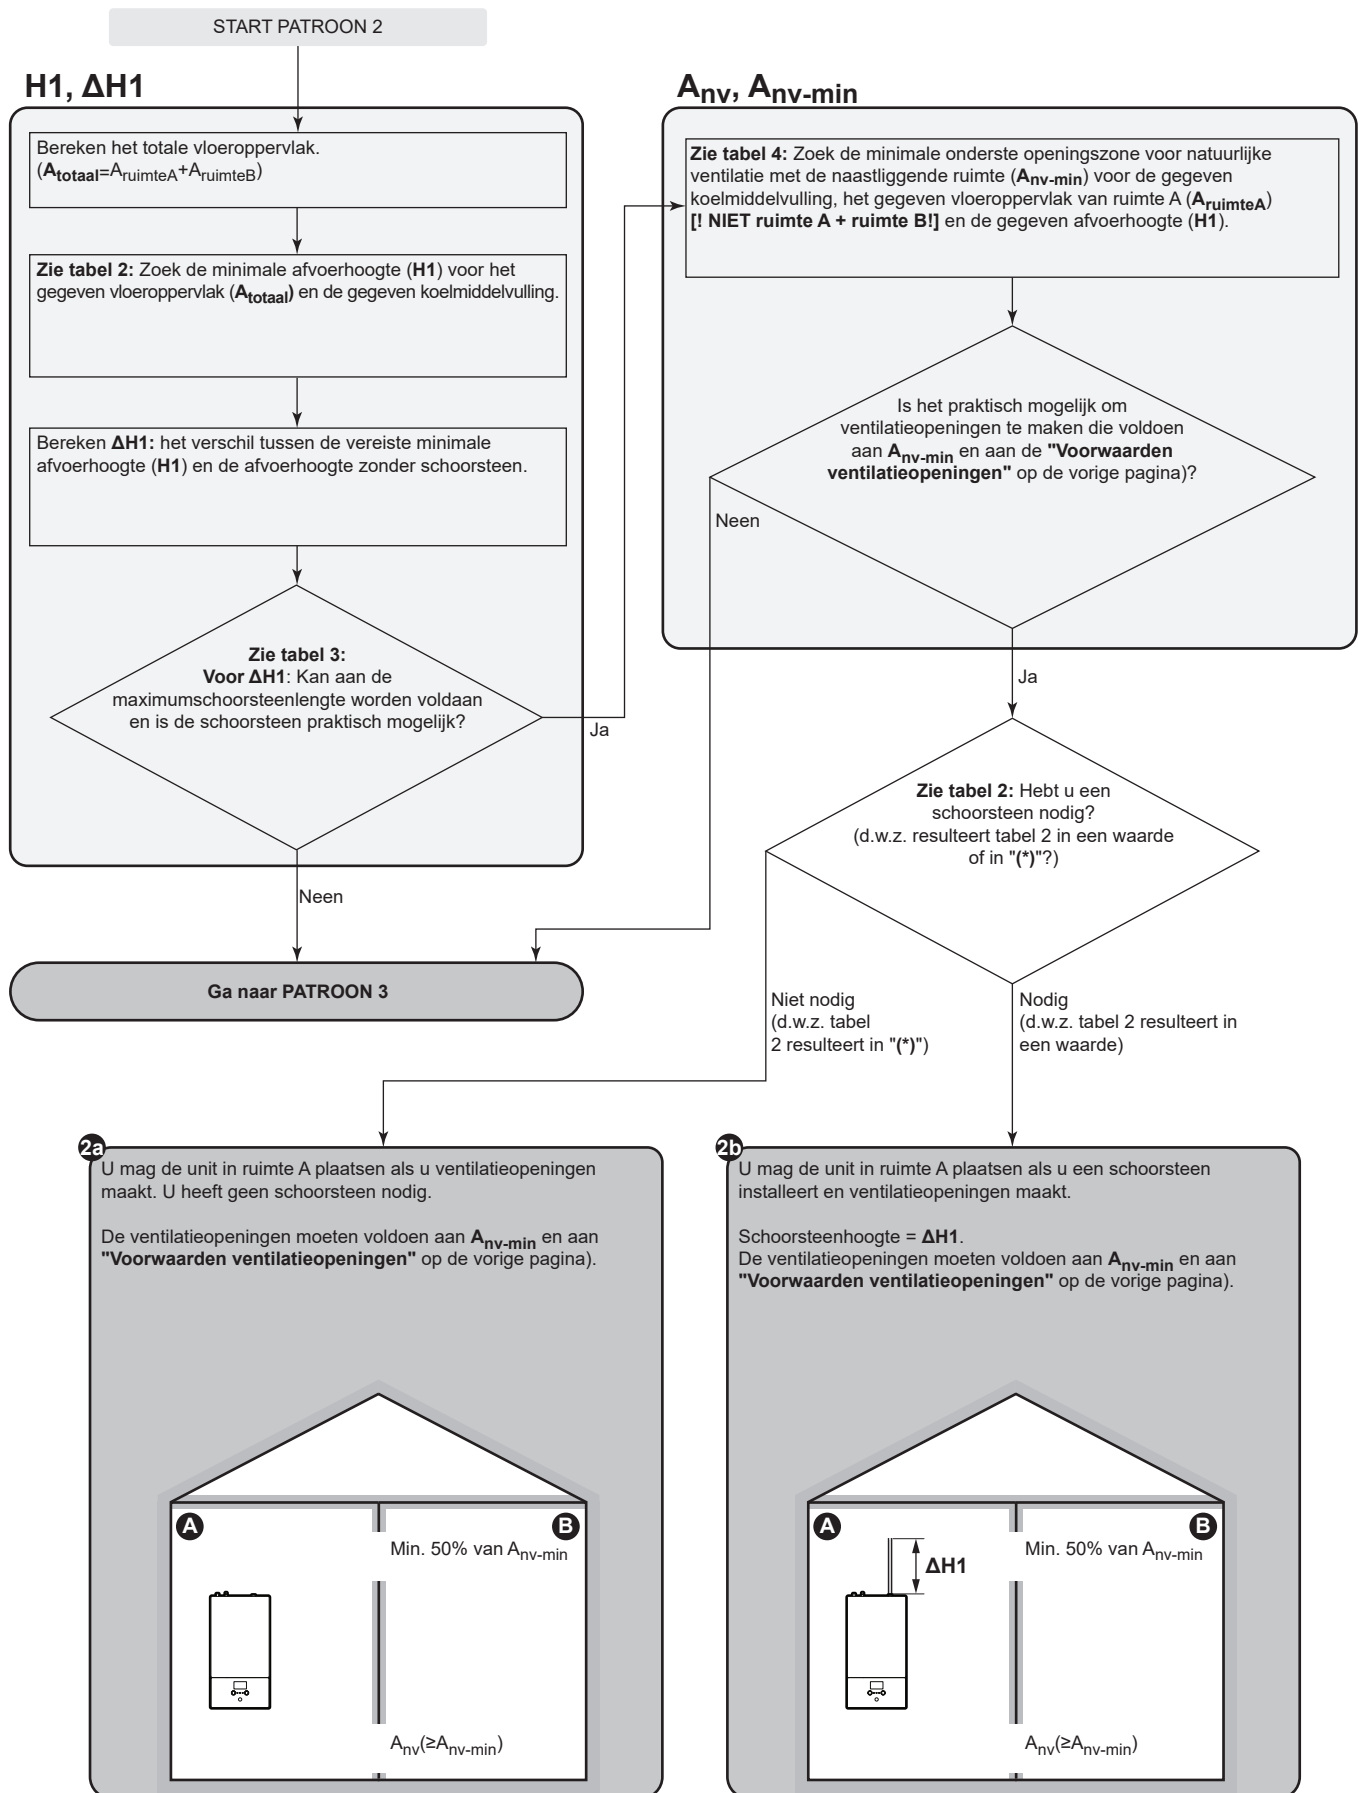 START PATROON 2
H1, ΔH1
Bereken het totale vloeroppervlak.
(Atotaal=AruimteA+AruimteB)
Zie tabel 2: Zoek de minimale afvoerhoogte (H1) voor het
gegeven vloeroppervlak (Atotaal) en de gegeven koelmiddelvulling.
Bereken ΔH1: het verschil tussen de vereiste minimale
afvoerhoogte (H1) en de afvoerhoogte zonder schoorsteen.
Zie tabel 3:
Voor ΔH1: Kan aan de
maximumschoorsteenlengte worden voldaan
en is de schoorsteen praktisch mogelijk?
Ja
Neen
Ga naar PATROON 3
Anv, Anv-min
Zie tabel 4: Zoek de minimale onderste openingszone voor natuurlijke
ventilatie met de naastliggende ruimte (Anv-min) voor de gegeven
koelmiddelvulling, het gegeven vloeroppervlak van ruimte A (AruimteA)
[! NIET ruimte A + ruimte B!] en de gegeven afvoerhoogte (H1).
Is het praktisch mogelijk om
ventilatieopeningen te maken die voldoen
aan Anv-min en aan de "Voorwaarden
ventilatieopeningen" op de vorige pagina)?
Neen
Ja
Zie tabel 2: Hebt u een
schoorsteen nodig?
(d.w.z. resulteert tabel 2 in een waarde
of in "(*)"?)
Niet nodig
(d.w.z. tabel
2 resulteert in "(*)")
Nodig
(d.w.z. tabel 2 resulteert in
een waarde)
2a
U mag de unit in ruimte A plaatsen als u ventilatieopeningen
maakt. U heeft geen schoorsteen nodig.
De ventilatieopeningen moeten voldoen aan Anv-min en aan
"Voorwaarden ventilatieopeningen" op de vorige pagina).
A
B
Min. 50% van Anv-min
Anv(≥Anv-min)
2b
U mag de unit in ruimte A plaatsen als u een schoorsteen
installeert en ventilatieopeningen maakt.
Schoorsteenhoogte = ΔH1.
De ventilatieopeningen moeten voldoen aan Anv-min en aan
"Voorwaarden ventilatieopeningen" op de vorige pagina).
A
B
Min. 50% van Anv-min
ΔH1
Anv(≥Anv-min)